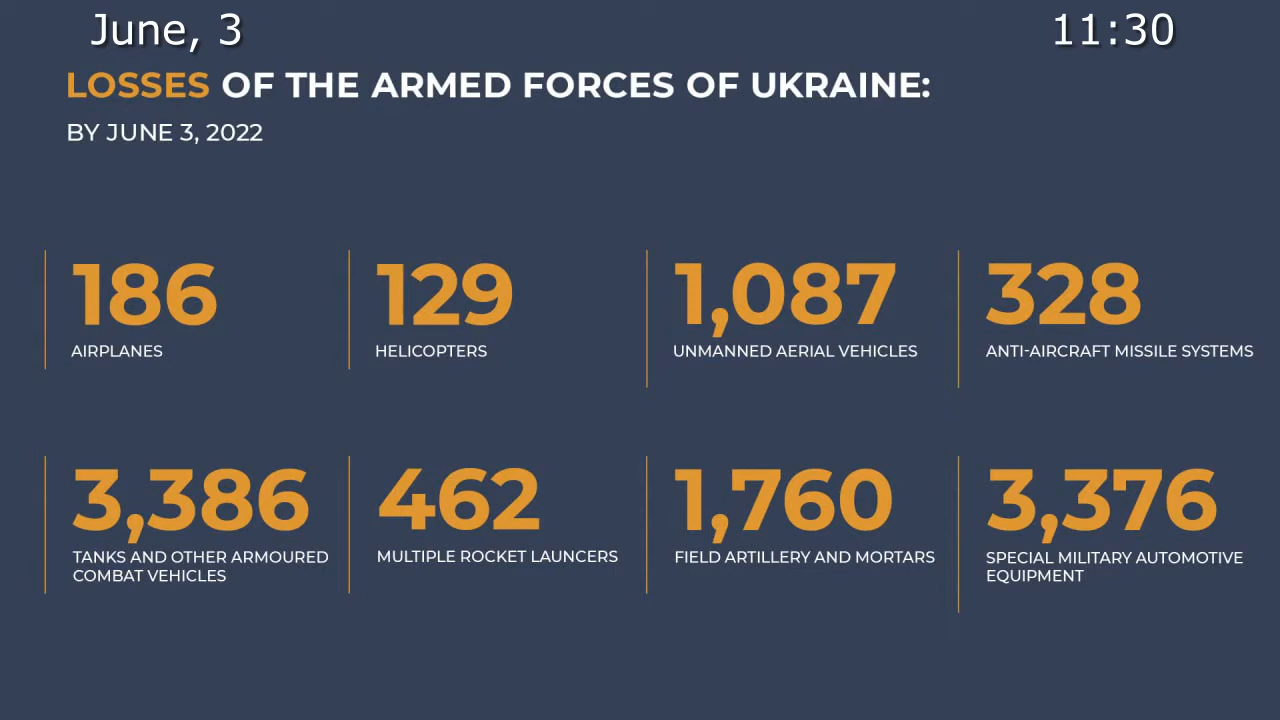 June, 3
11:30
LOSSES OF THE ARMED FORCES OF UKRAINE:
BY JUNE 3, 2022
186
AIRPLANES
129
HELICOPTERS
1,087
UNMANNED AERIAL VEHICLES
328
ANTI-AIRCRAFT MISSILE SYSTEMS
3,386
TANKS AND OTHER ARMOURED
COMBAT VEHICLES
462
MULTIPLE ROCKET LAUNCERS
1,760
FIELD ARTILLERY AND MORTARS
3,376
SPECIAL MILITARY AUTOMOTIVE
EQUIPMENT